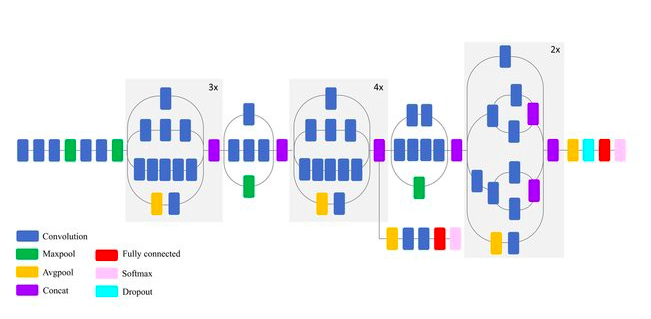 3x
4x
2x
Convolution
Maxpool
Fully connected
Avgpool
Softmax
Concat
Dropout